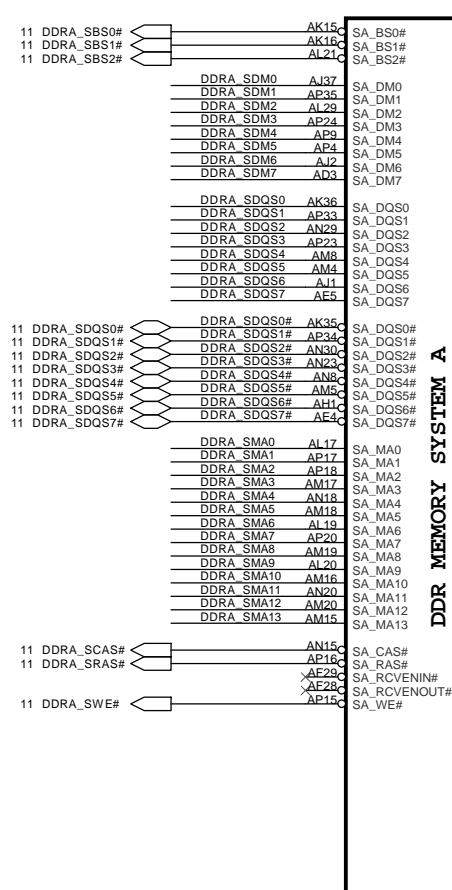 11 DDRA_SBS0# AK15 SA_BS0#
11 DDRA_SBS1# AK16 SA_BS1#
11 DDRA_SBS2# AL21 SA_BS2#
DDRA_SDM0 AJ37 SA_DM0
DDRA_SDM1 AP35 SA_DM1
DDRA_SDM2 AL29 SA_DM2
DDRA_SDM3 AP24 SA_DM3
DDRA_SDM4 AP9 SA_DM4
DDRA_SDM5 AP4 SA_DM5
DDRA_SDM6 AJ2 SA_DM6
DDRA_SDM7 AD3 SA_DM7
DDRA_SDQS0 AK36 SA_DQS0
DDRA_SDQS1 AP33 SA_DQS1
DDRA_SDQS2 AN29 SA_DQS2
DDRA_SDQS3 AP23 SA_DQS3
DDRA_SDQS4 AM8 SA_DQS4
DDRA_SDQS5 AM4 SA_DQS5
DDRA_SDQS6 AJ1 SA_DQS6
DDRA_SDQS7 AE5 SA_DQS7
11 DDRA_SDQS0# DDRA_SDQS0# AK35 SA_DQS0#
11 DDRA_SDQS1# DDRA_SDQS1# AP34 SA_DQS1#
11 DDRA_SDQS2# DDRA_SDQS2# AN30 SA_DQS2#
11 DDRA_SDQS3# DDRA_SDQS3# AN23 SA_DQS3#
11 DDRA_SDQS4# DDRA_SDQS4# AN8 SA_DQS4#
11 DDRA_SDQS5# DDRA_SDQS5# AM5 SA_DQS5#
11 DDRA_SDQS6# DDRA_SDQS6# AH1 SA_DQS6#
11 DDRA_SDQS7# DDRA_SDQS7# AE4 SA_DQS7#
DDRA_SMA0 AL17 SA_MA0
DDRA_SMA1 AP17 SA_MA1
DDRA_SMA2 AP18 SA_MA2
DDRA_SMA3 AM17 SA_MA3
DDRA_SMA4 AN18 SA_MA4
DDRA_SMA5 AM18 SA_MA5
DDRA_SMA6 AL19 SA_MA6
DDRA_SMA7 AP20 SA_MA7
DDRA_SMA8 AM19 SA_MA8
DDRA_SMA9 AL20 SA_MA9
DDRA_SMA10 AM16 SA_MA10
DDRA_SMA11 AN20 SA_MA11
DDRA_SMA12 AM20 SA_MA12
DDRA_SMA13 AM15 SA_MA13
11 DDRA_SCAS# AN15 SA_CAS#
11 DDRA_SRAS# AP16 SA_RAS#
AF29 SA_RCVENIN#
AF28 SA_RCVENOUT#
11 DDRA_SWE# AP15 SA_WE#
DDR MEMORY SYSTEM A